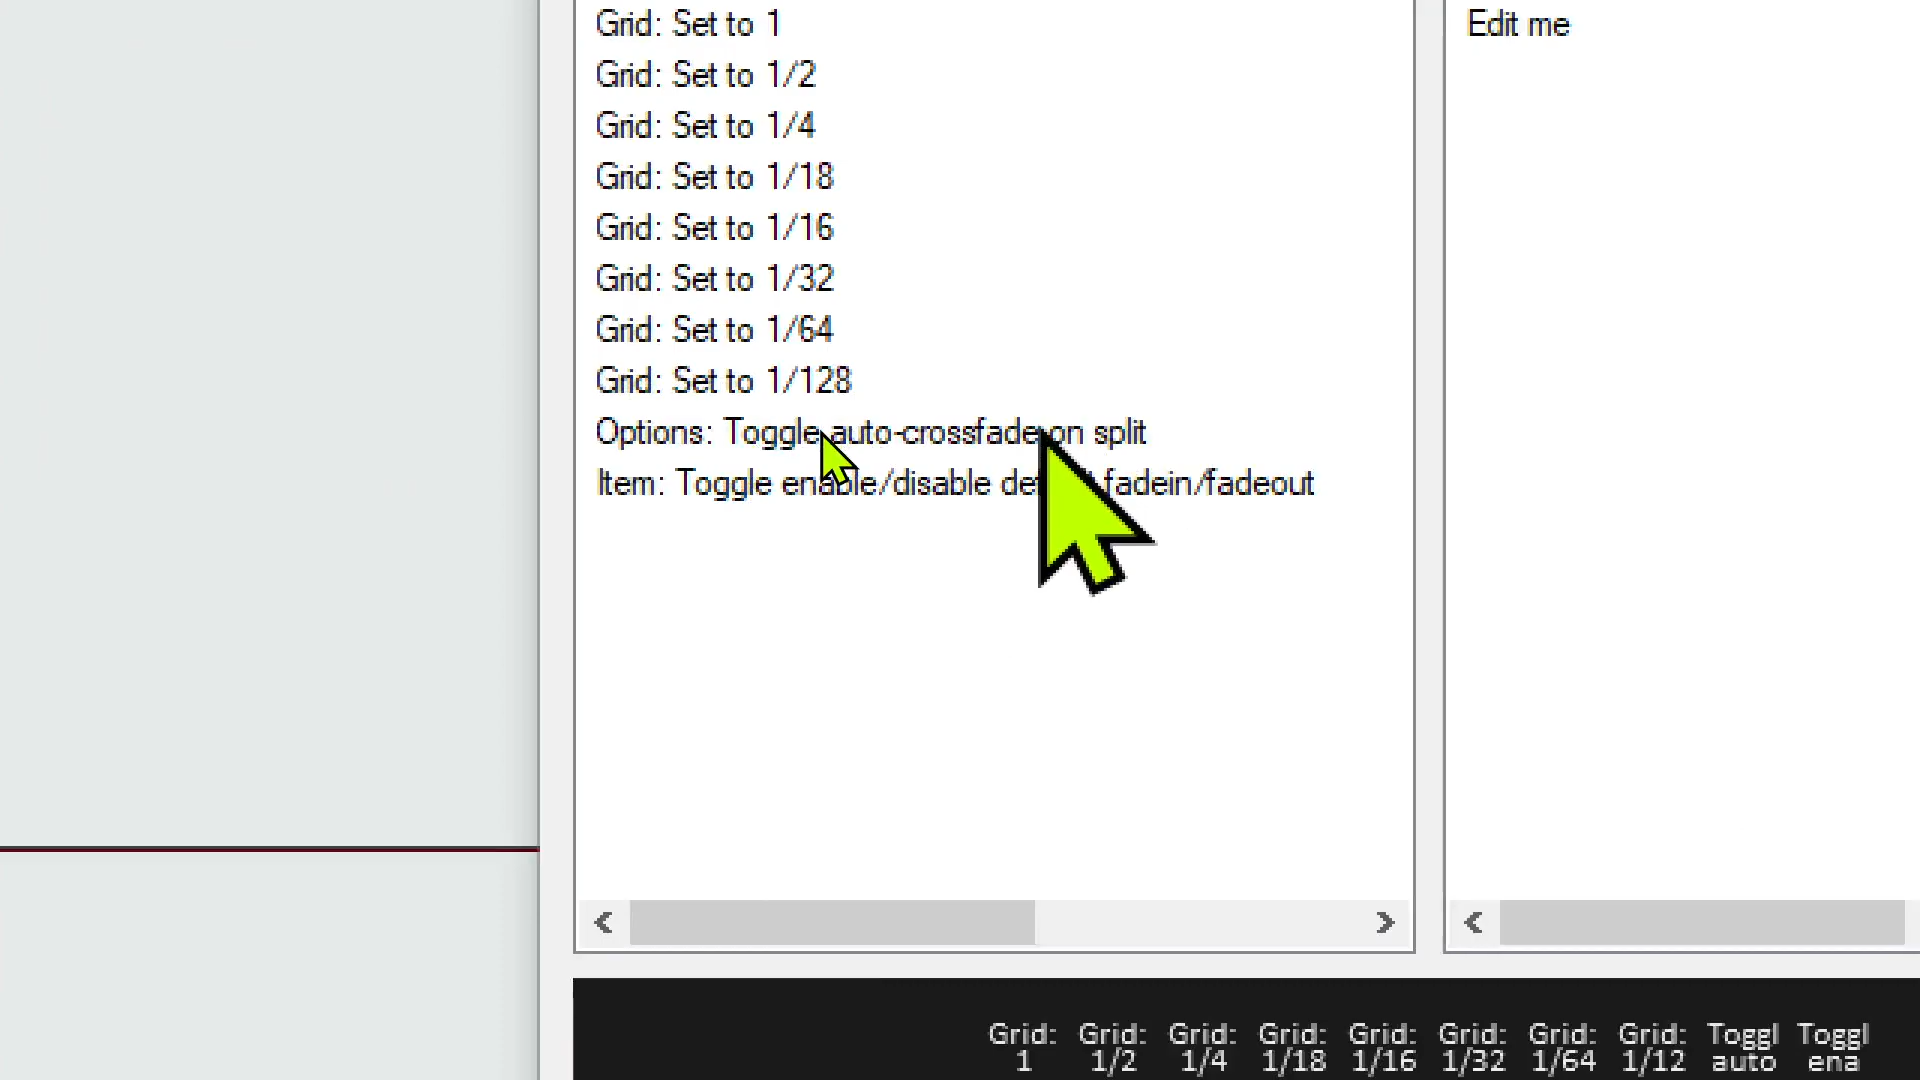 Grid: Set to 1
Grid: Set to 1/2
Grid: Set to 1/4
Grid: Set to 1/18
Grid: Set to 1/16
Grid: Set to 1/32
Grid: Set to 1/64
Grid: Set to 1/128
Options: Toggle auto-crossfade on split
Item: Toggle enable/disable fadein/fadeout
Edit me
Grid: 1
Grid: 1/2
Grid: 1/4
Grid: 1/18
Grid: 1/16
Grid: 1/32
Grid: 1/64
Grid: 1/12
Toggl auto
Toggl ena